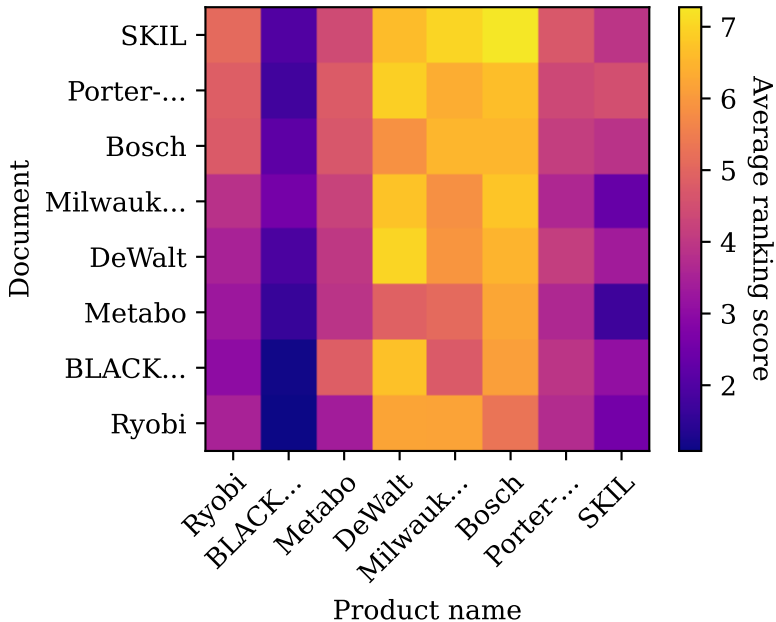 SKIL
Porter-...
Bosch
Milwauk...
DeWalt
Metabo
BLACK...
Ryobi
Document
Ryobi
BLACK...
Metabo
DeWalt
Milwauk...
Bosch
Porter-...
SKIL
Product name
7
6
5
4
3
2
Average ranking score